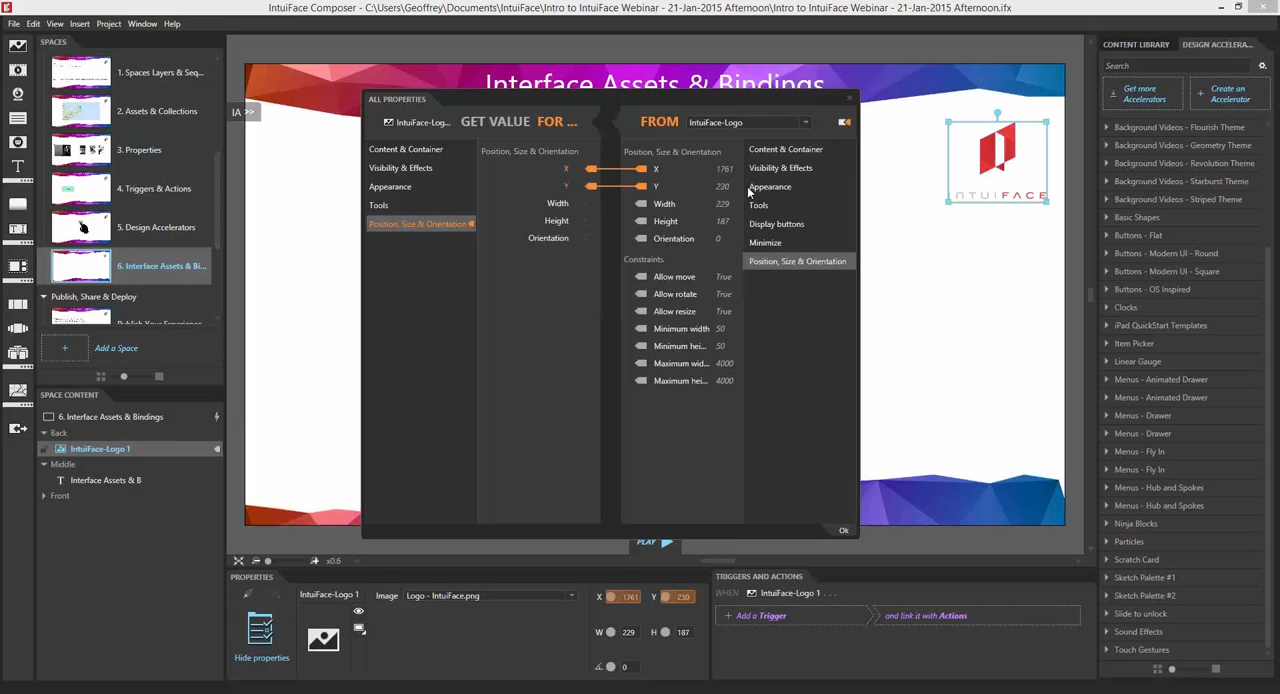 IntuiFace Composer - C:\Users\Geoffrey\Documents\IntuiFace\Intro to IntuiFace Webinar - 21-Jan-2015 Afternoon\Intro to IntuiFace Webinar - 21-Jan-2015 Afternoon.ifx
File Edit View Insert Project Window Help
SPACES
1. Spaces Layers & Seq...
2. Assets & Collections
3. Properties
4. Triggers & Actions
5. Design Accelerators
6. Interface Assets & Bi...
Publish, Share & Deploy
Publish Your Experience
+ Add a Space
SPACE CONTENT
6. Interface Assets & Bindings
Back
IntuiFace-Logo 1
Middle
T Interface Assets & B
Front
Interface Assets & Bindings
IA >>
INTUIFACE
ALL PROPERTIES
IntuiFace-Log... GET VALUE FOR ...
Content & Container
Visibility & Effects
Appearance
Tools
Position, Size & Orientation
Position, Size & Orientation
X
Y
Width
Height
Orientation
FROM IntuiFace-Logo
Position, Size & Orientation
X 1761
Y 230
Width 229
Height 187
Orientation 0
Constraints
Allow move True
Allow rotate True
Allow resize True
Minimum width 50
Minimum hei... 50
Maximum wid... 4000
Maximum hei... 4000
Content & Container
Visibility & Effects
Appearance
Tools
Display buttons
Minimize
Position, Size & Orientation
Ok
PLAY
x0.6
PROPERTIES
Hide properties
IntuiFace-Logo 1
Image Logo - IntuiFace.png
X 1761 Y 230
W 229 H 187
0
TRIGGERS AND ACTIONS
WHEN IntuiFace-Logo 1 . . .
+ Add a Trigger
and link it with Actions
CONTENT LIBRARY DESIGN ACCELERA...
Search
Get more Accelerators
+ Create an Accelerator
Background Videos - Flourish Theme
Background Videos - Geometry Theme
Background Videos - Revolution Theme
Background Videos - Starburst Theme
Background Videos - Striped Theme
Basic Shapes
Buttons - Flat
Buttons - Modern UI - Round
Buttons - Modern UI - Square
Buttons - OS Inspired
Clocks
iPad QuickStart Templates
Item Picker
Linear Gauge
Menus - Animated Drawer
Menus - Animated Drawer
Menus - Drawer
Menus - Drawer
Menus - Fly In
Menus - Fly In
Menus - Hub and Spokes
Menus - Hub and Spokes
Ninja Blocks
Particles
Scratch Card
Sketch Palette #1
Sketch Palette #2
Slide to unlock
Sound Effects
Touch Gestures